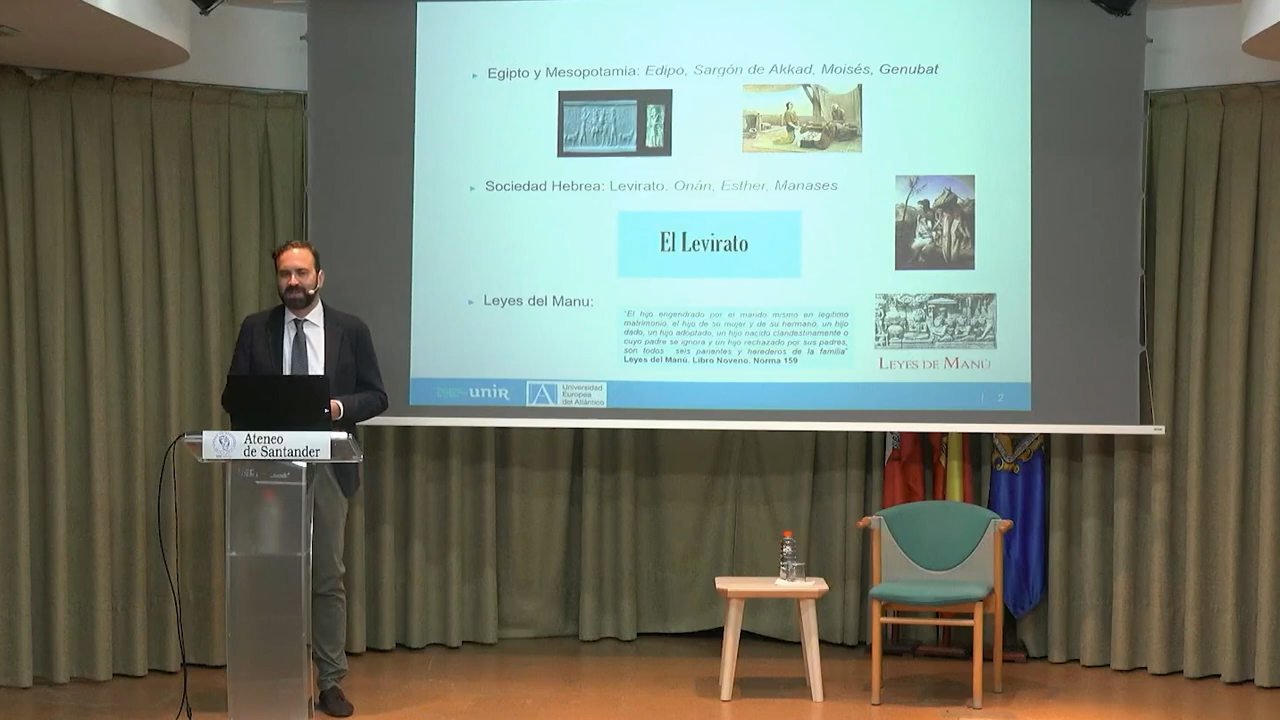 ▸ Egipto y Mesopotamia: Edipo, Sargón de Akkad, Moisés, Genubat
▸ Sociedad Hebrea: Levirato. Onán, Esther, Manases
El Levirato
▸ Leyes del Manu:
"El hijo engendrado por el marido mismo en legítimo
matrimonio, el hijo de su mujer y de su hermano, un hijo
dado, un hijo adoptado, un hijo nacido clandestinamente o
cuyo padre se ignora y un hijo rechazado por sus padres,
son todos seis parientes y herederos de la familia"
Leyes del Manú. Libro Noveno. Norma 159
LEYES DE MANÚ
unir
A
Universidad
Europea
del Atlántico
| 2
Ateneo
de Santander